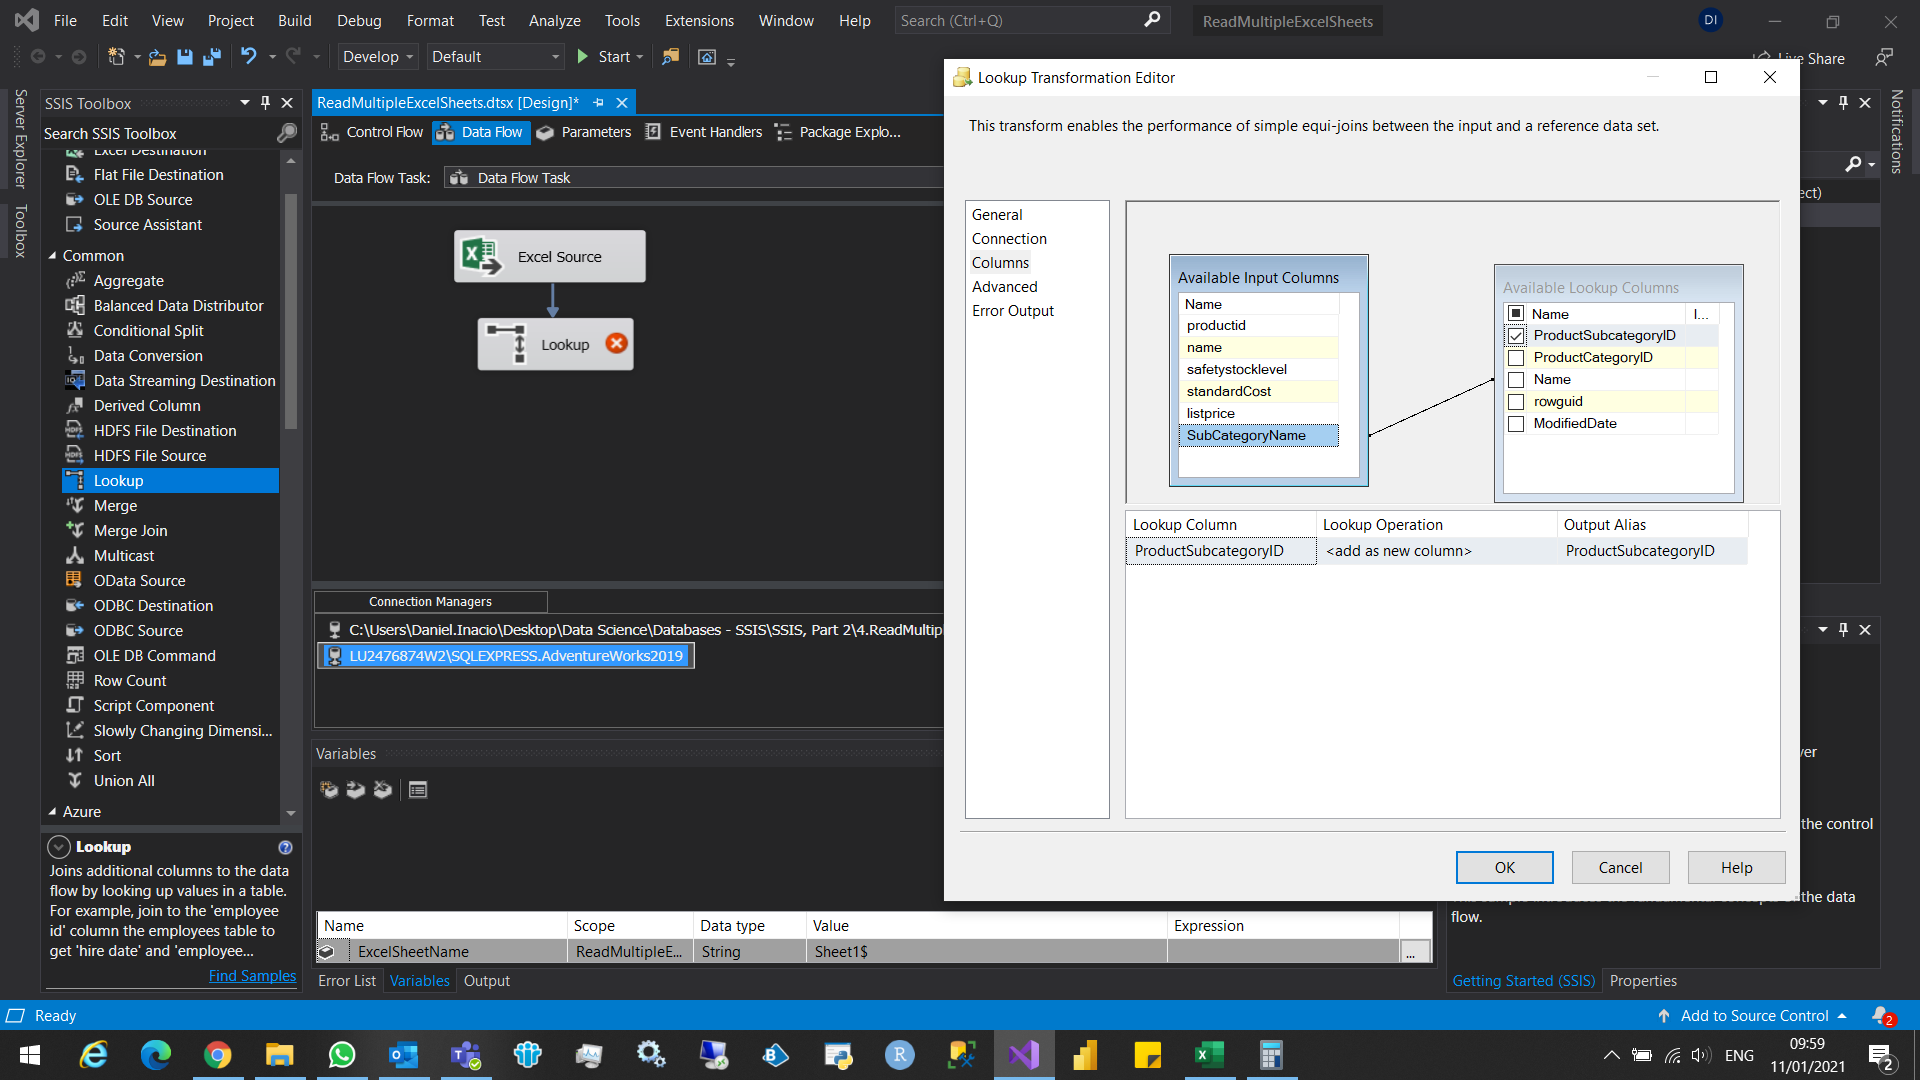 File Edit View Project Build Debug Format Test Analyze Tools Extensions Window Help
Search (Ctrl+Q)
ReadMultipleExcelSheets
DI
Develop
Default
Start
Live Share
Server Explorer
Toolbox
SSIS Toolbox
Search SSIS Toolbox
Excel Destination
Flat File Destination
OLE DB Source
Source Assistant
Common
Aggregate
Balanced Data Distributor
Conditional Split
Data Conversion
Data Streaming Destination
Derived Column
HDFS File Destination
HDFS File Source
Lookup
Merge
Merge Join
Multicast
OData Source
ODBC Destination
ODBC Source
OLE DB Command
Row Count
Script Component
Slowly Changing Dimensi...
Sort
Union All
Azure
Lookup
Joins additional columns to the data
flow by looking up values in a table.
For example, join to the 'employee
id' column the employees table to
get 'hire date' and 'employee...
Find Samples
ReadMultipleExcelSheets.dtsx [Design]*
Control Flow Data Flow Parameters Event Handlers Package Explo...
Data Flow Task: Data Flow Task
Excel Source
Lookup
Connection Managers
C:\Users\Daniel.Inacio\Desktop\Data Science\Databases - SSIS\SSIS, Part 2\4.ReadMultip
LU2476874W2\SQLEXPRESS.AdventureWorks2019
Variables
Name Scope Data type Value Expression
ExcelSheetName ReadMultipleE... String Sheet1$ ...
Error List Variables Output
Lookup Transformation Editor
This transform enables the performance of simple equi-joins between the input and a reference data set.
General
Connection
Columns
Advanced
Error Output
Available Input Columns
Name
productid
name
safetystocklevel
standardCost
listprice
SubCategoryName
Available Lookup Columns
Name I...
ProductSubcategoryID
ProductCategoryID
Name
rowguid
ModifiedDate
Lookup Column Lookup Operation Output Alias
ProductSubcategoryID <add as new column> ProductSubcategoryID
OK Cancel Help
Notifications
ect)
ver
the control
the data
flow.
Getting Started (SSIS) Properties
Ready
Add to Source Control
2
ENG
09:59
11/01/2021
2